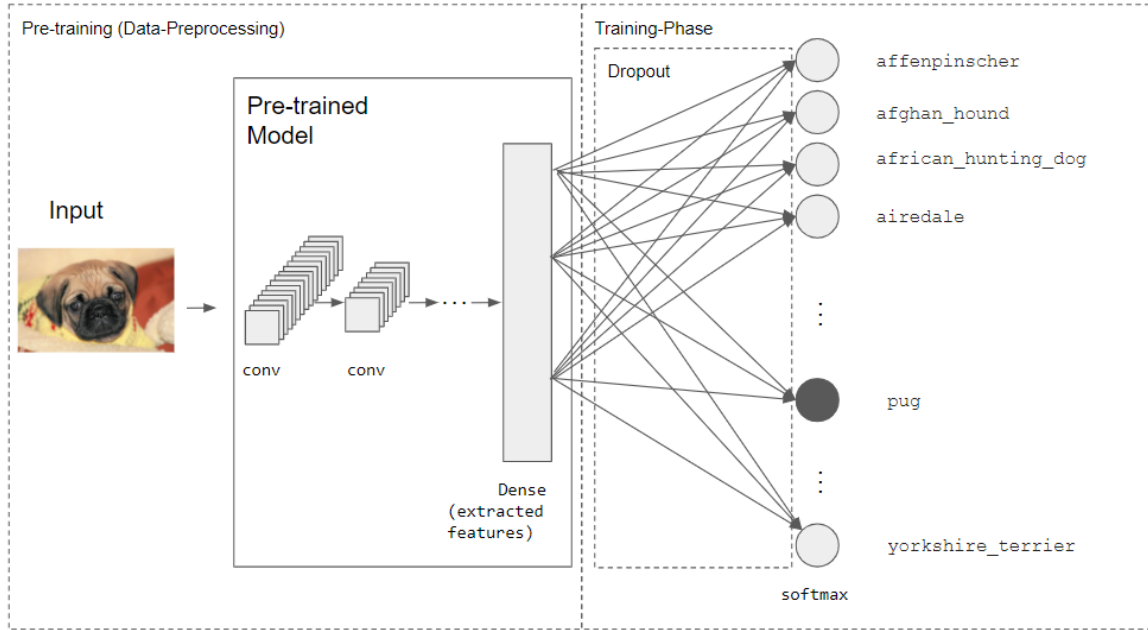 Pre-training (Data-Preprocessing)
Training-Phase
Dropout
Pre-trained
Model
Input
conv
conv
Dense
(extracted
features)
affenpinscher
afghan_hound
african_hunting_dog
airedale
pug
yorkshire_terrier
softmax